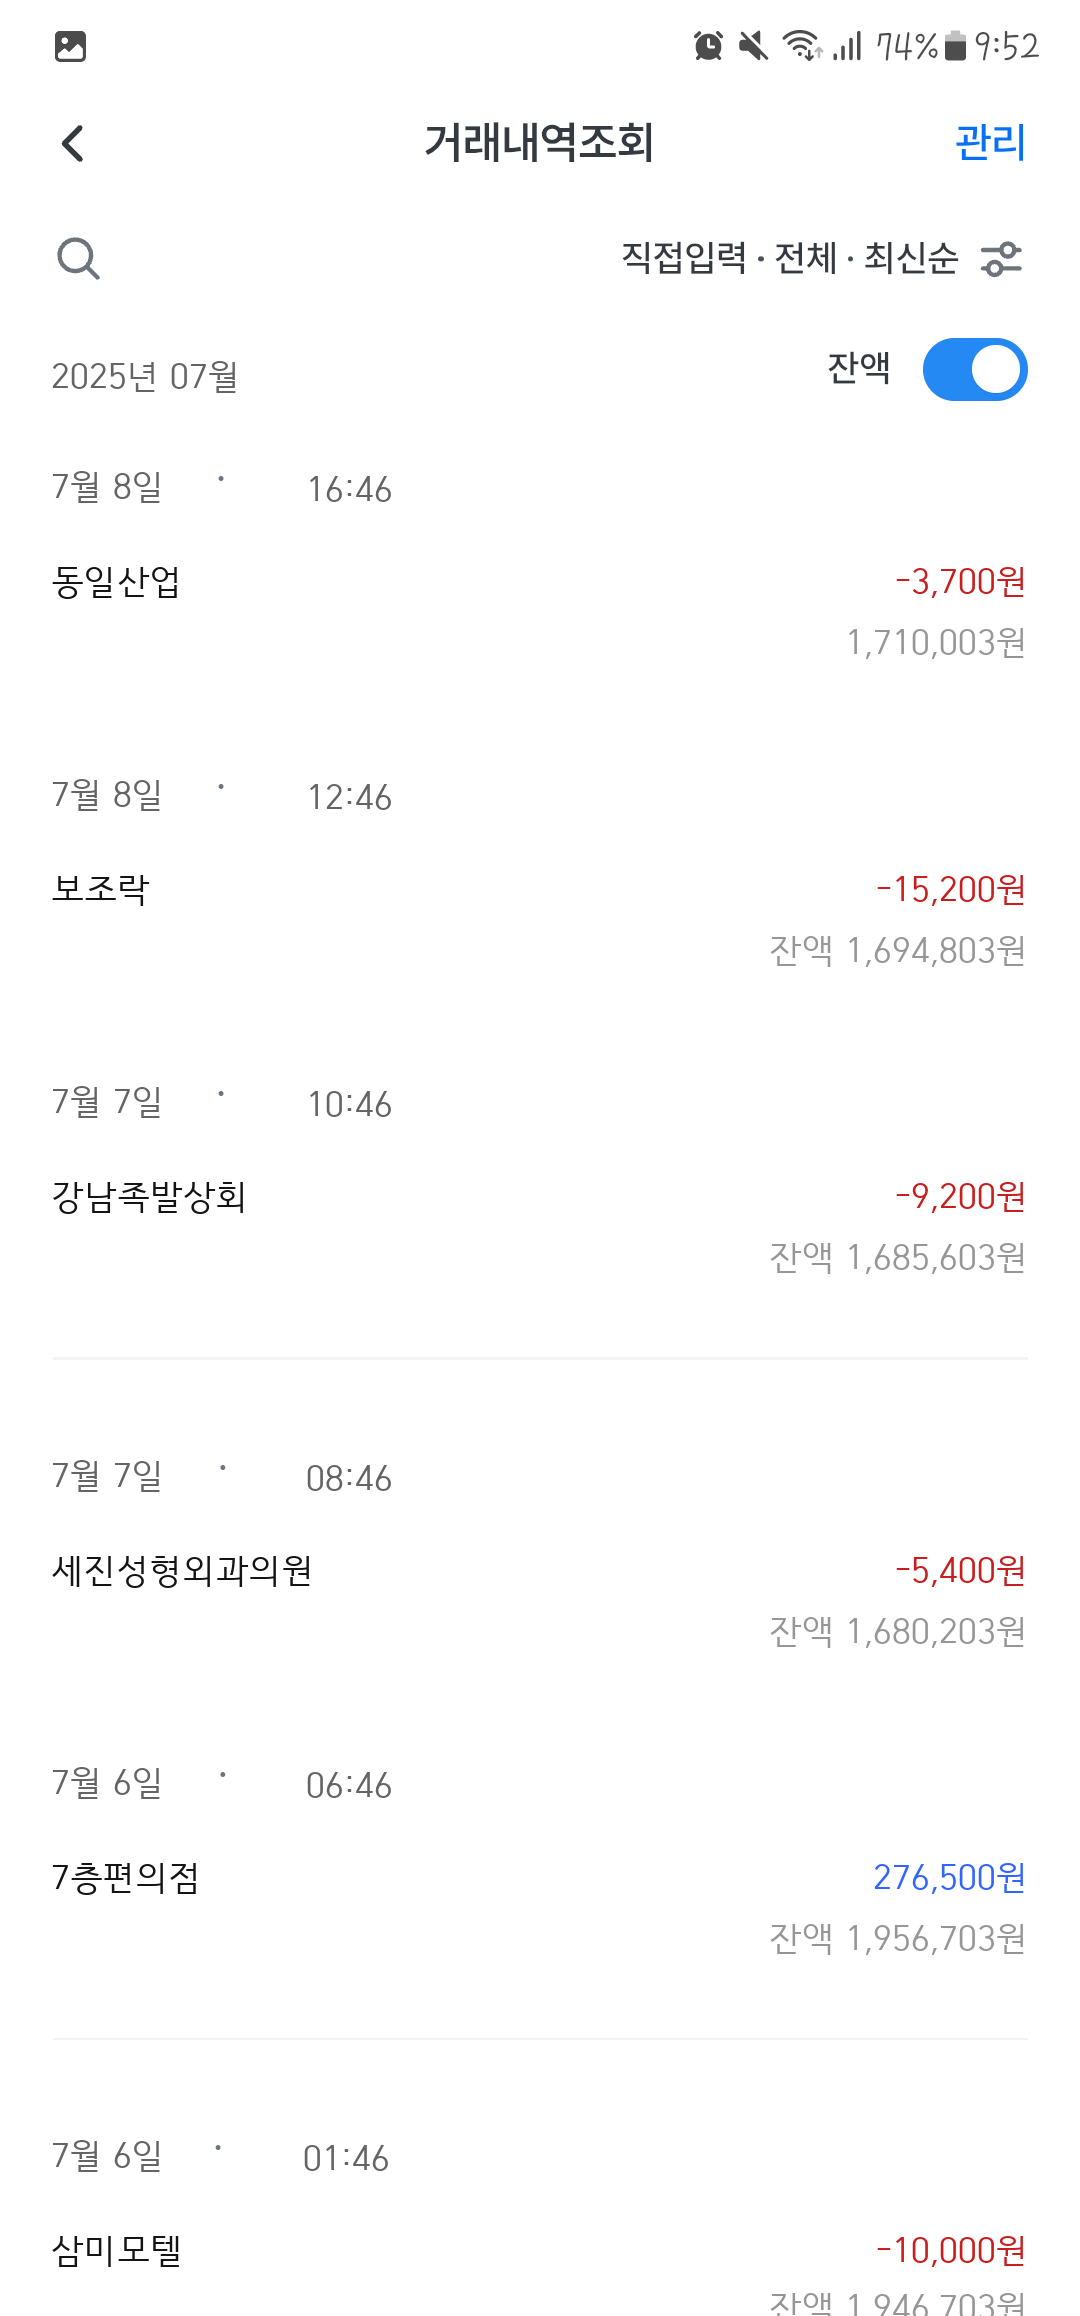 74% 9:52
거래내역조회 관리
직접입력 · 전체 · 최신순
2025년 07월 잔액
7월 8일 · 16:46
동일산업 -3,700원
1,710,003원
7월 8일 · 12:46
보조락 -15,200원
잔액 1,694,803원
7월 7일 · 10:46
강남족발상회 -9,200원
잔액 1,685,603원
7월 7일 · 08:46
세진성형외과의원 -5,400원
잔액 1,680,203원
7월 6일 · 06:46
7층편의점 276,500원
잔액 1,956,703원
7월 6일 · 01:46
삼미모텔 -10,000원
잔액 1,946,703원